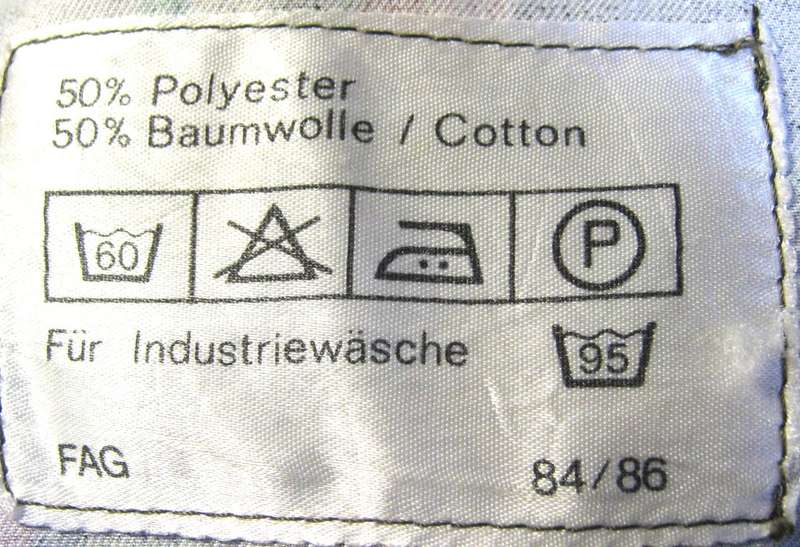 50% Polyester
50% Baumwolle / Cotton
60 P
Für Industriewäsche 95
FAG 84/86